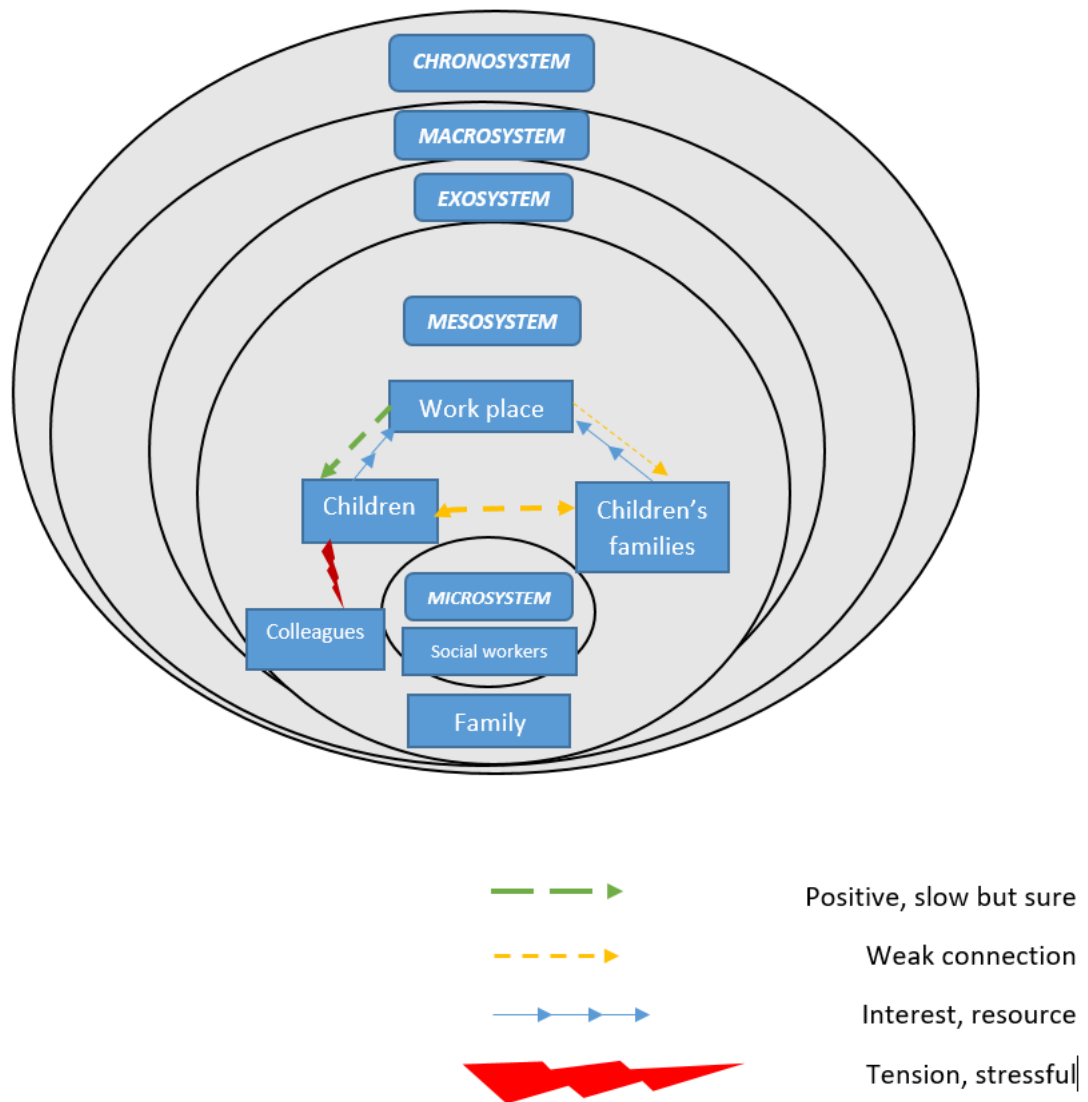 CHRONOSYSTEM
MACROSYSTEM
EXOSYSTEM
MESOSYSTEM
Work place
Children
Children’s
families
MICROSYSTEM
Colleagues
Social workers
Family
Positive, slow but sure
Weak connection
Interest, resource
Tension, stressful